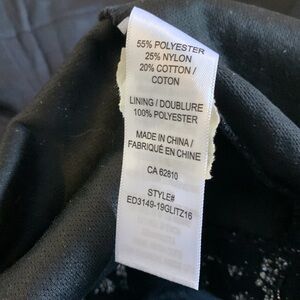 55% POLYESTER
25% NYLON
20% COTTON /
COTON
LINING / DOUBLURE
100% POLYESTER
MADE IN CHINA /
FABRIQUÉ EN CHINE
CA 62810
STYLE#
ED3149-19GLITZ16